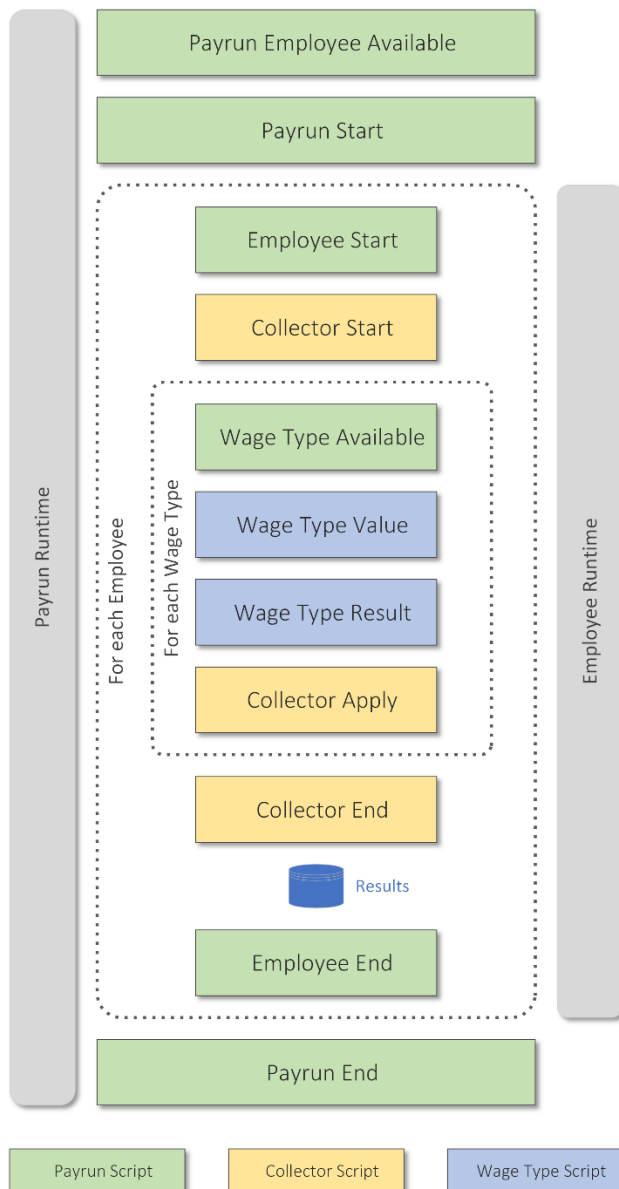 Payrun Employee Available
Payrun Start
Payrun Runtime
For each Employee
Employee Start
Collector Start
For each Wage Type
Wage Type Available
Wage Type Value
Wage Type Result
Collector Apply
Employee Runtime
Collector End
Results
Employee End
Payrun End
Payrun Script
Collector Script
Wage Type Script